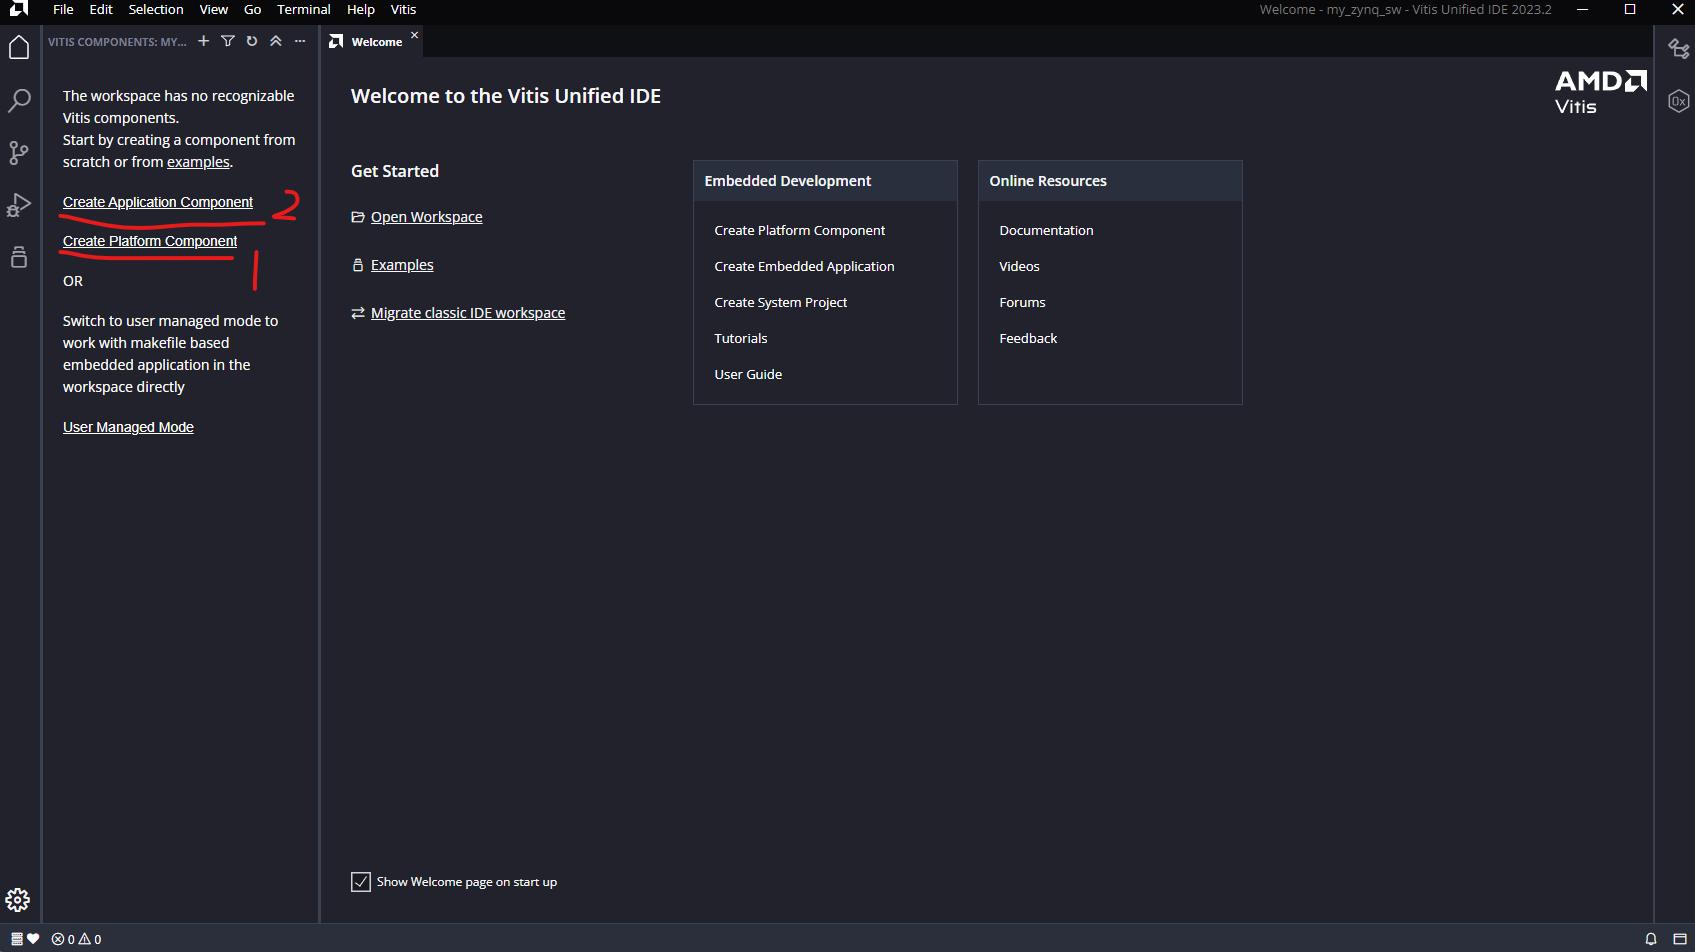 File Edit Selection View Go Terminal Help Vitis
Welcome - my_zynq_sw - Vitis Unified IDE 2023.2
VITIS COMPONENTS: MY...
Welcome
The workspace has no recognizable
Vitis components.
Start by creating a component from
scratch or from examples.
Create Application Component 2
Create Platform Component
1
OR
Switch to user managed mode to
work with makefile based
embedded application in the
workspace directly
User Managed Mode
Welcome to the Vitis Unified IDE
AMD
Vitis
Get Started
Open Workspace
Examples
Migrate classic IDE workspace
Embedded Development
Create Platform Component
Create Embedded Application
Create System Project
Tutorials
User Guide
Online Resources
Documentation
Videos
Forums
Feedback
0x
Show Welcome page on start up
0 0